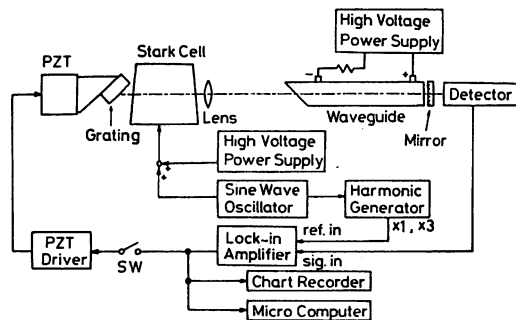 High Voltage
Power Supply
Stark Cell
PZT
-
+
Detector
Grating
Lens
Waveguide
Mirror
High Voltage
Power Supply
+
+
Sine Wave
Oscillator
Harmonic
Generator
ref. in
x1, x3
PZT
Driver
SW
Lock-in
Amplifier
sig. in
Chart Recorder
Micro Computer